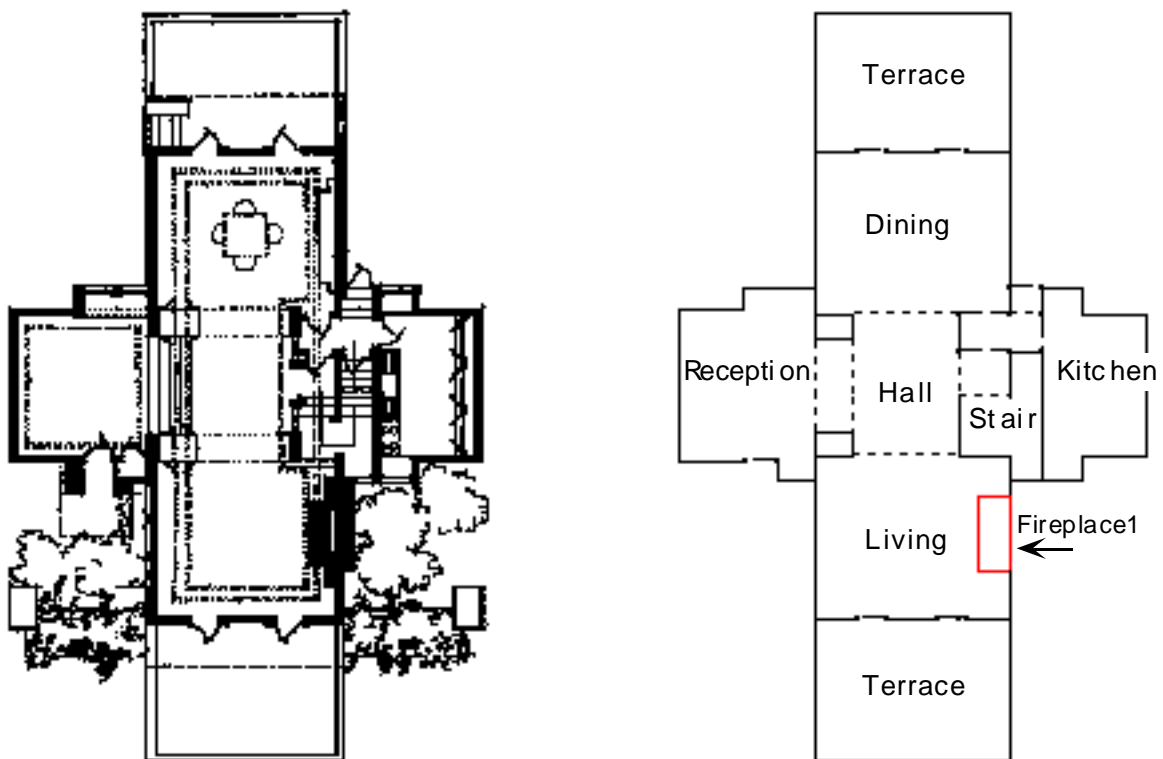 Terrace
Dining
Reception
Hall
Kitchen
Stair
Fireplace1
Living
Terrace